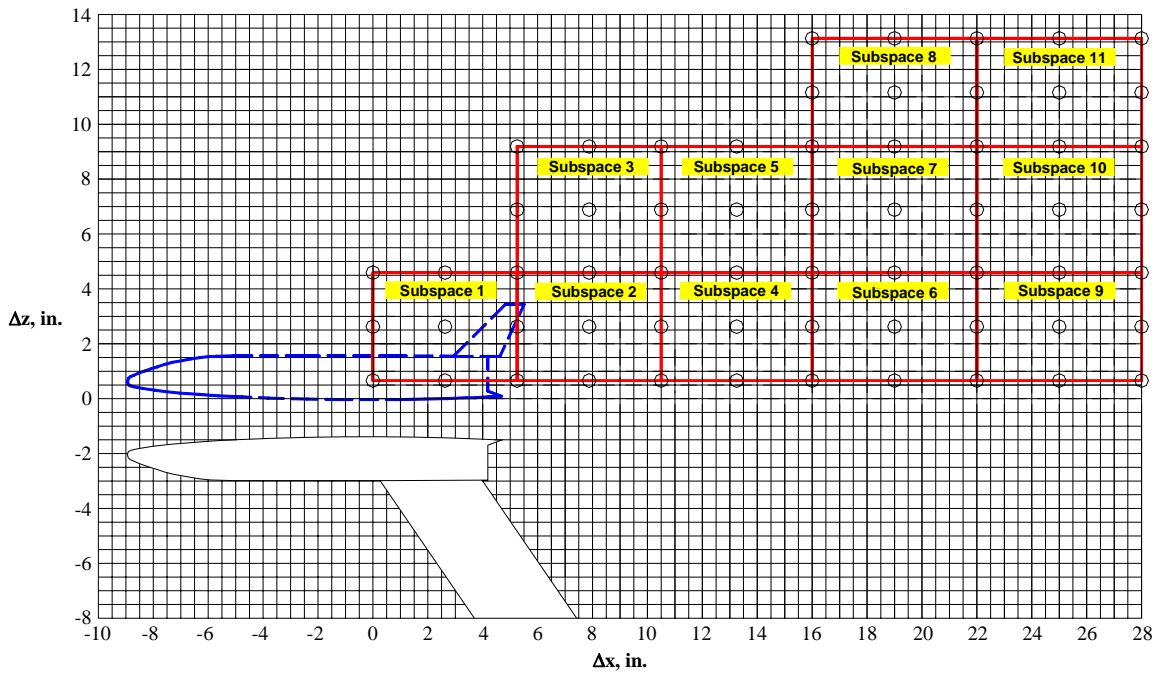 14
12
Subspace 8
Subspace 11
10
Subspace 3
Subspace 5
Subspace 7
Subspace 10
8
6
4
Subspace 1
Subspace 2
Subspace 4
Subspace 6
Subspace 9
Δz, in.
2
0
-2
-4
-6
-8
-10 -8 -6 -4 -2 0 2 4 6 8 10 12 14 16 18 20 22 24 26 28
Δx, in.